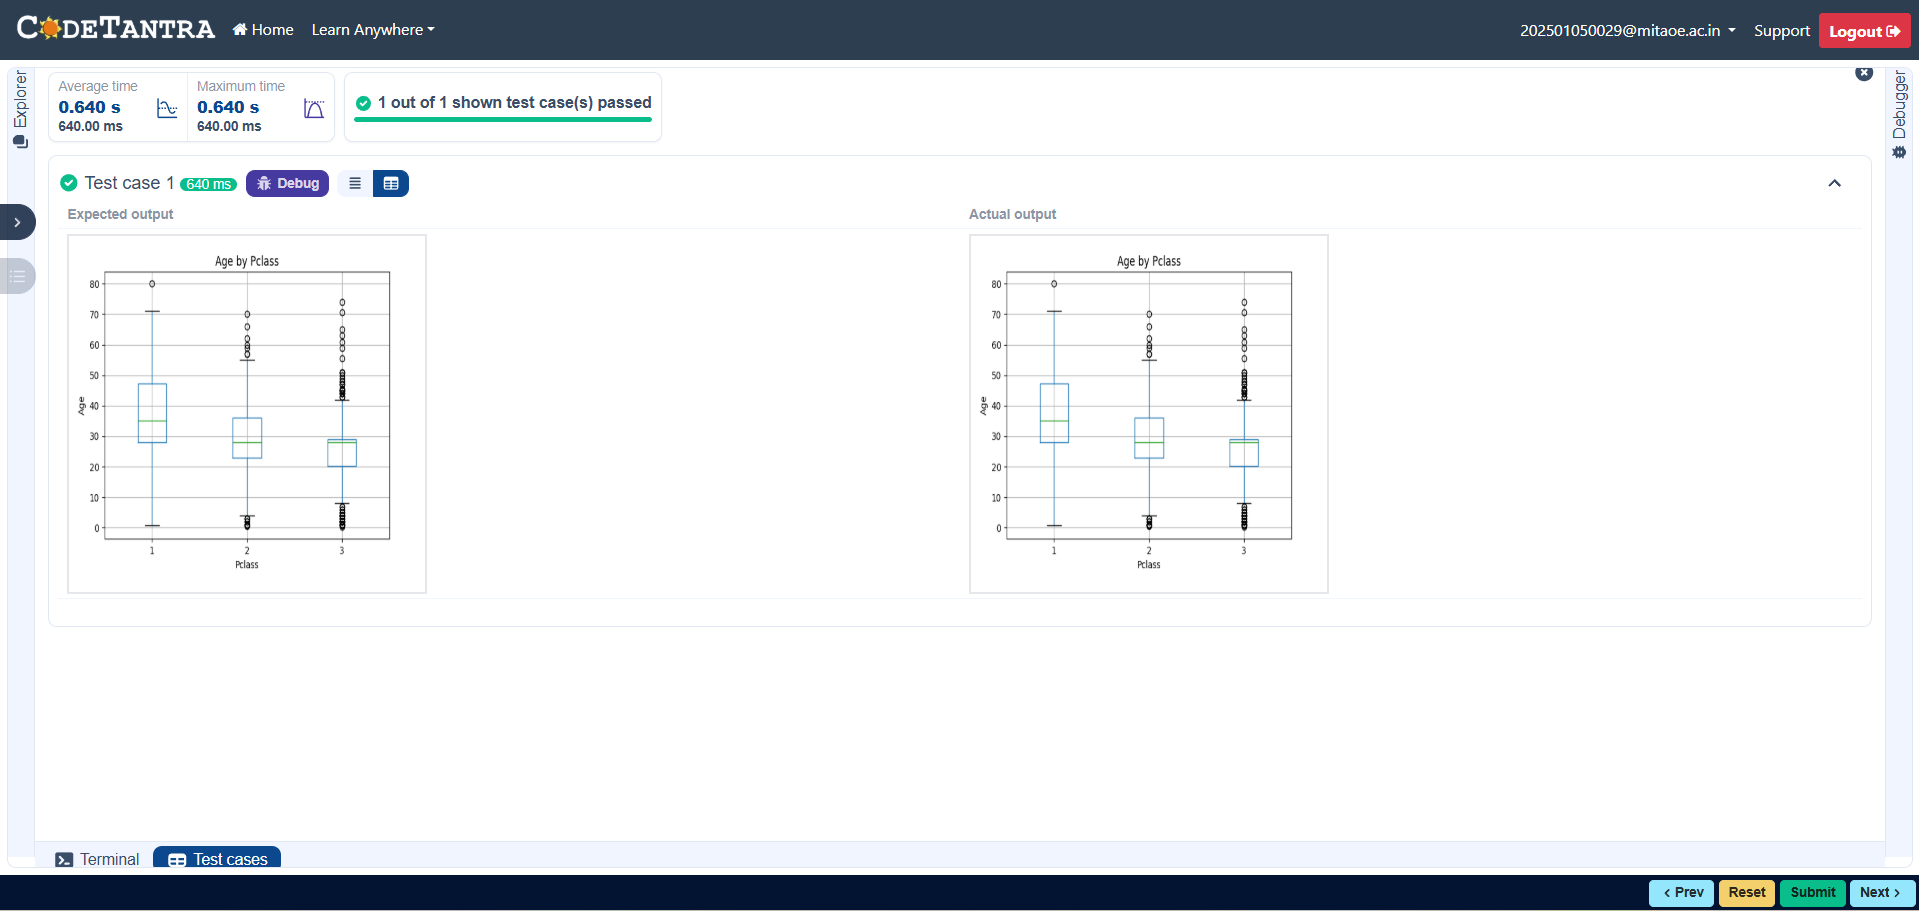 CODETANTRA Home Learn Anywhere 202501050029@mitaoe.ac.in Support Logout
Explorer
Debugger
Average time
0.640 s
640.00 ms
Maximum time
0.640 s
640.00 ms
1 out of 1 shown test case(s) passed
Test case 1 640 ms Debug
Expected output
Actual output
Age by Pclass
80
70
60
50
40
30
20
10
0
Age
1 2 3
Pclass
Age by Pclass
80
70
60
50
40
30
20
10
0
Age
1 2 3
Pclass
Terminal Test cases
< Prev Reset Submit Next >